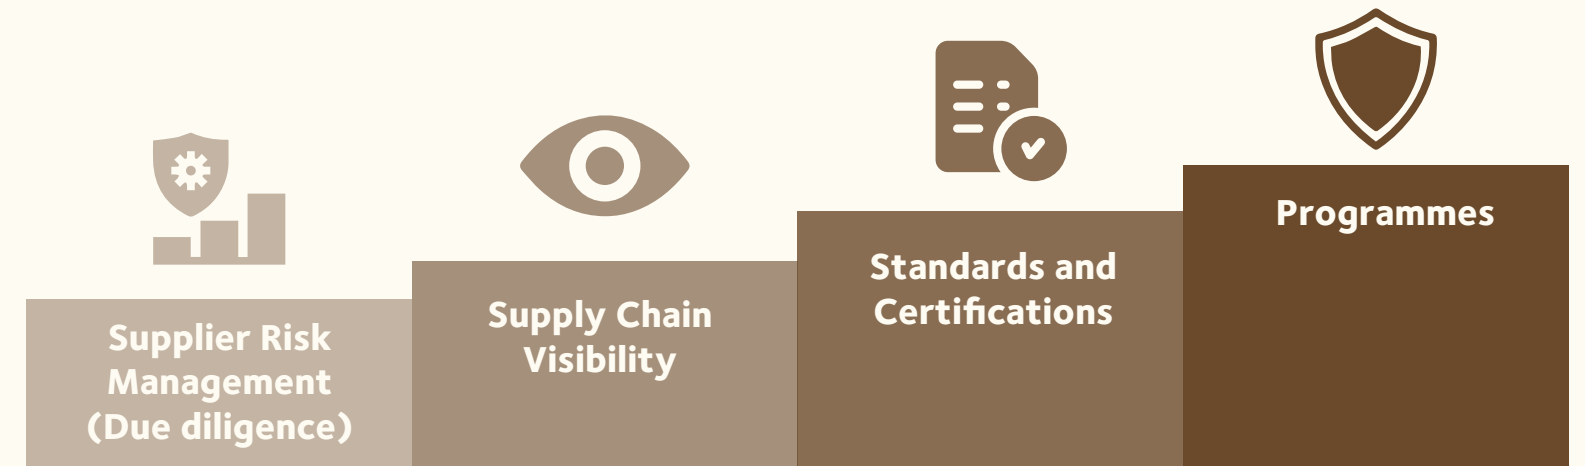 Supplier Risk
Management
(Due diligence)
Supply Chain
Visibility
Standards and
Certifications
Programmes